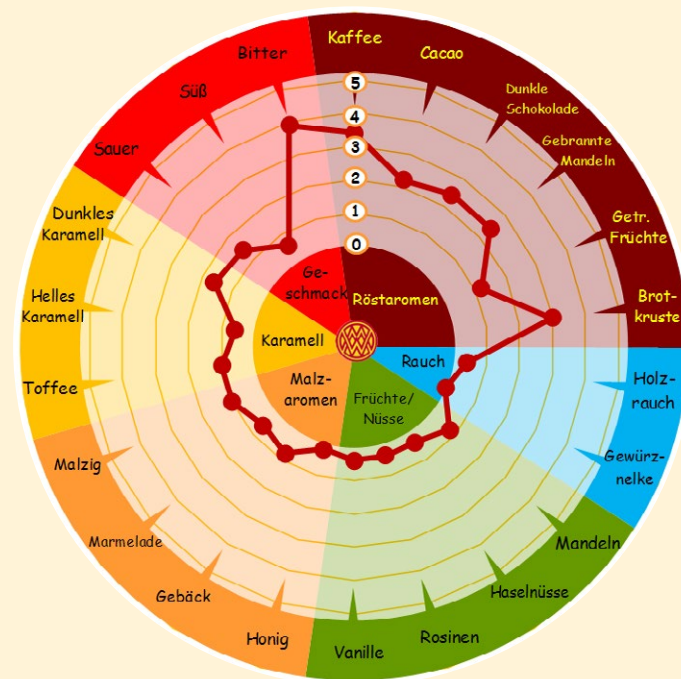 Kaffee
Cacao
Dunkle
Schokolade
Gebrannte
Mandeln
Getr.
Früchte
Brot-
kruste
Holz-
rauch
Gewürz-
nelke
Mandeln
Haselnüsse
Rosinen
Vanille
Honig
Gebäck
Marmelade
Malzig
Toffee
Helles
Karamell
Dunkles
Karamell
Sauer
Süß
Bitter
5
4
3
2
1
0
Ge-
schmack
Röstaromen
Karamell
Rauch
Malz-
aromen
Früchte/
Nüsse